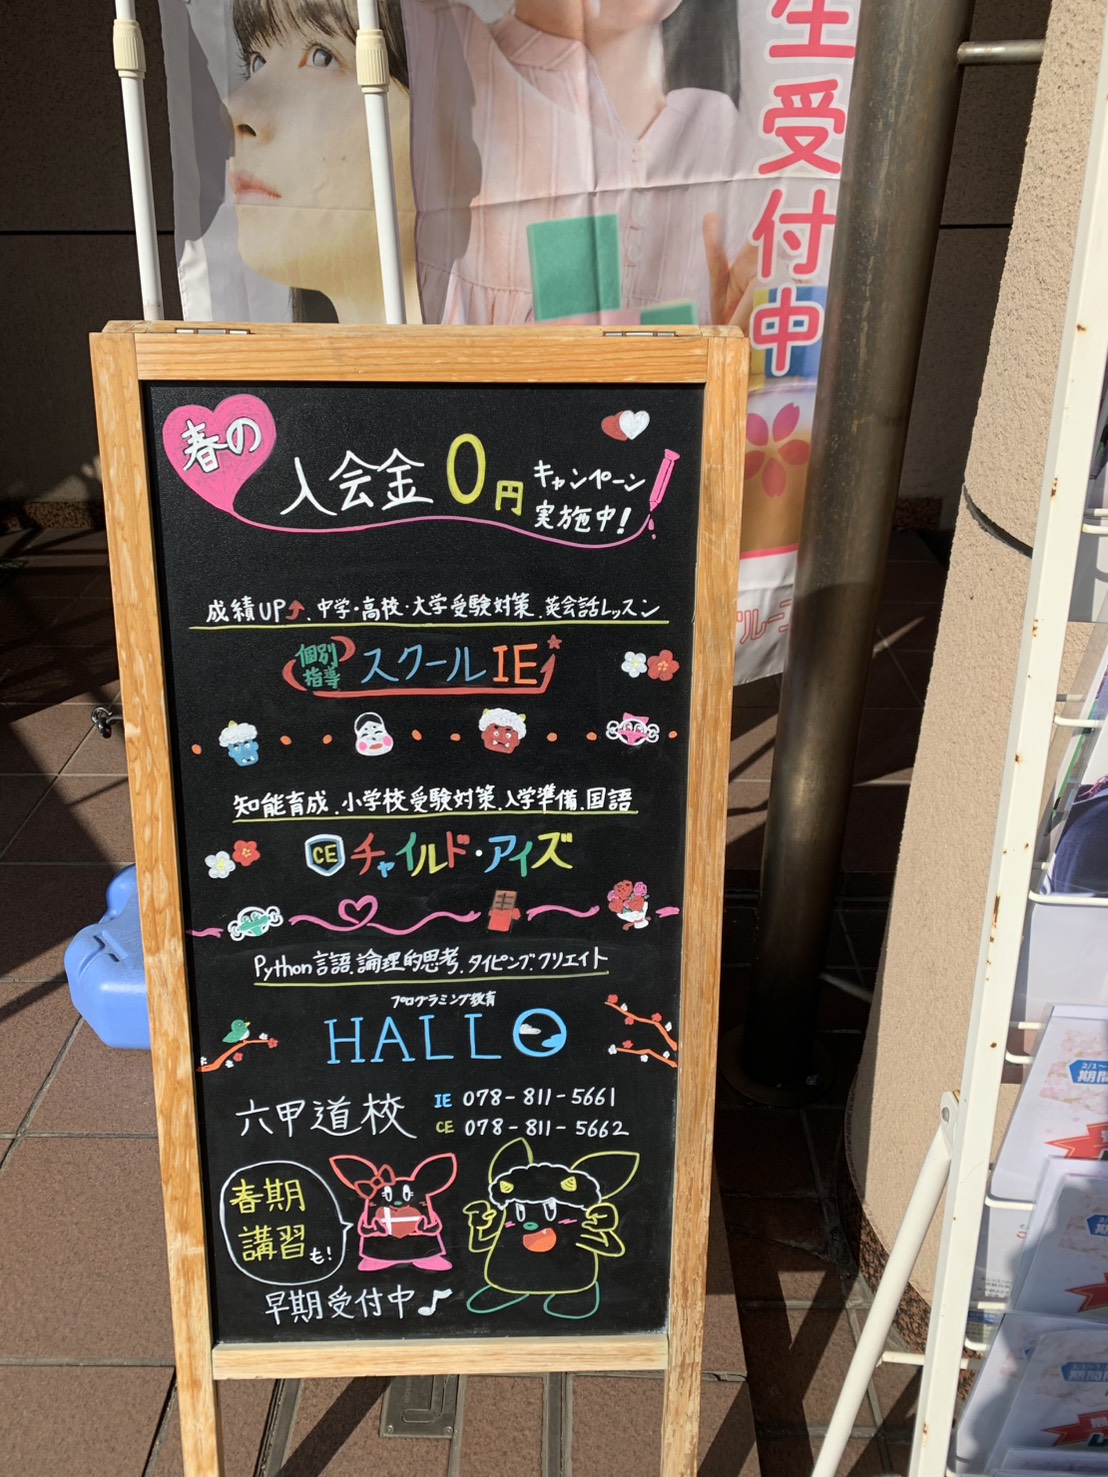 生受付中
春の
入会金 0円 キャンペーン
実施中!
成績UP、中学・高校・大学受験対策、英会話レッスン
個別
指導
スクールIE
知能育成、小学校受験対策、入学準備、国語
CE チャイルド・アイズ
Python言語、論理的思考、タイピング、クリエイト
プログラミング教育
HALLO
六甲道校
IE 078-811-5661
CE 078-811-5662
春期
講習も!
早期受付中♪
2/1~
期間